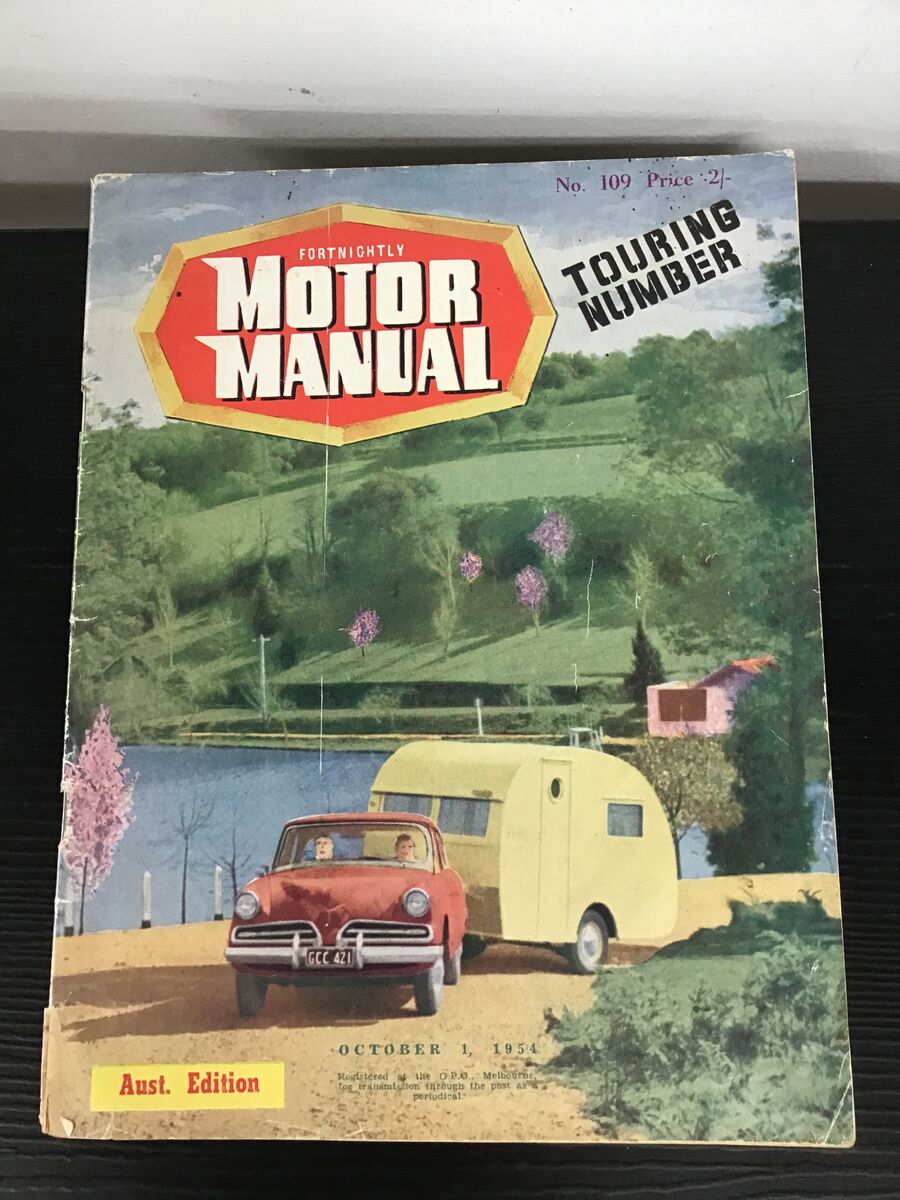 No. 109 Price 2/-
TOURING
NUMBER
FORTNIGHTLY
MOTOR
MANUAL
GCC 421
OCTOBER 1, 1954
Registered at the G.P.O., Melbourne,
for transmission through the post as a
periodical.
Aust. Edition